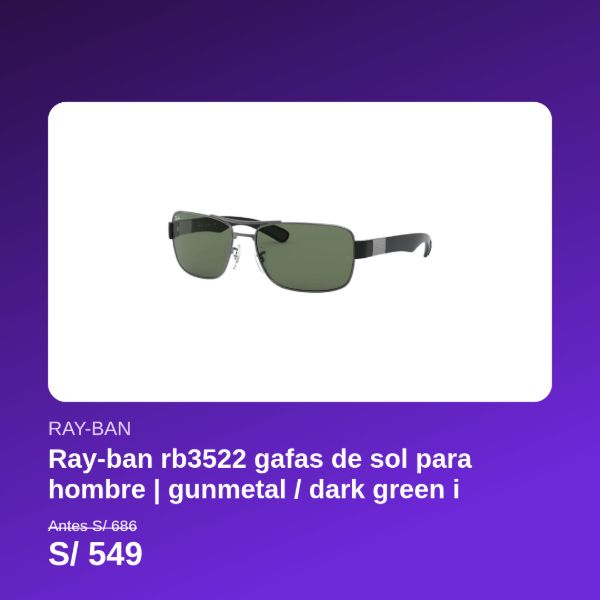 RAY-BAN
Ray-ban rb3522 gafas de sol para
hombre | gunmetal / dark green i
Antes S/ 686
S/ 549